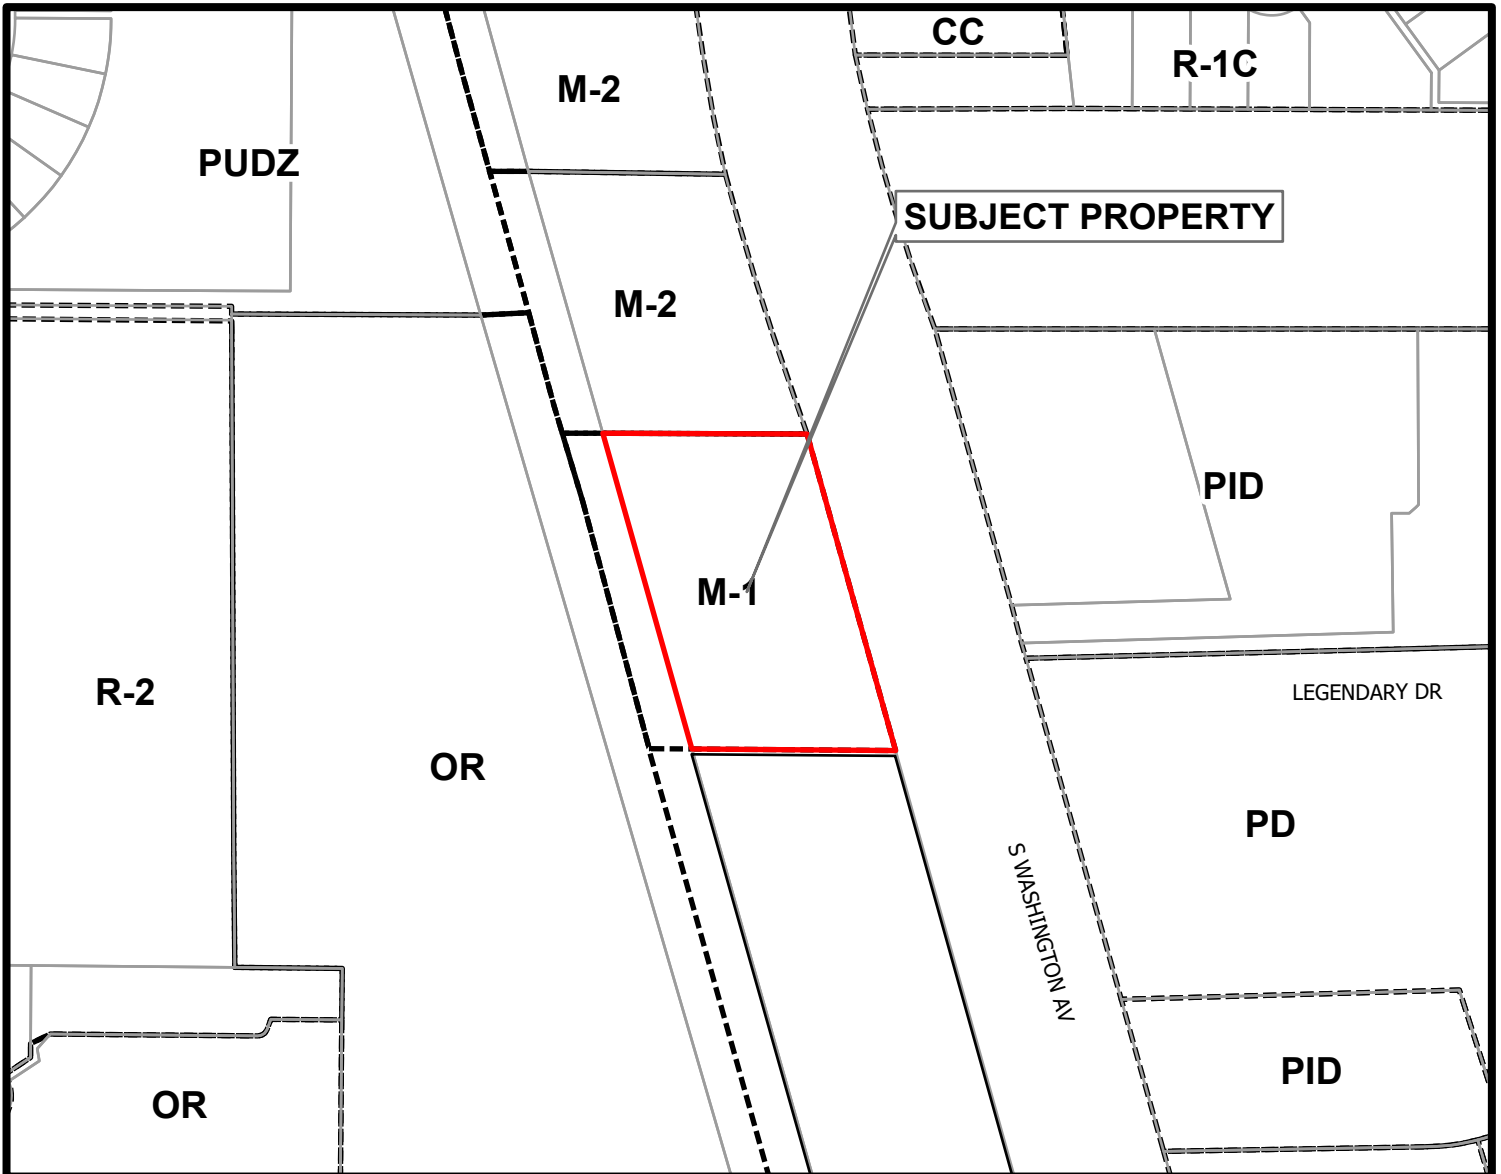 CC
R-1C
M-2
PUDZ
SUBJECT PROPERTY
M-2
PID
M-1
R-2
LEGENDARY DR
OR
PD
S WASHINGTON AV
PID
OR